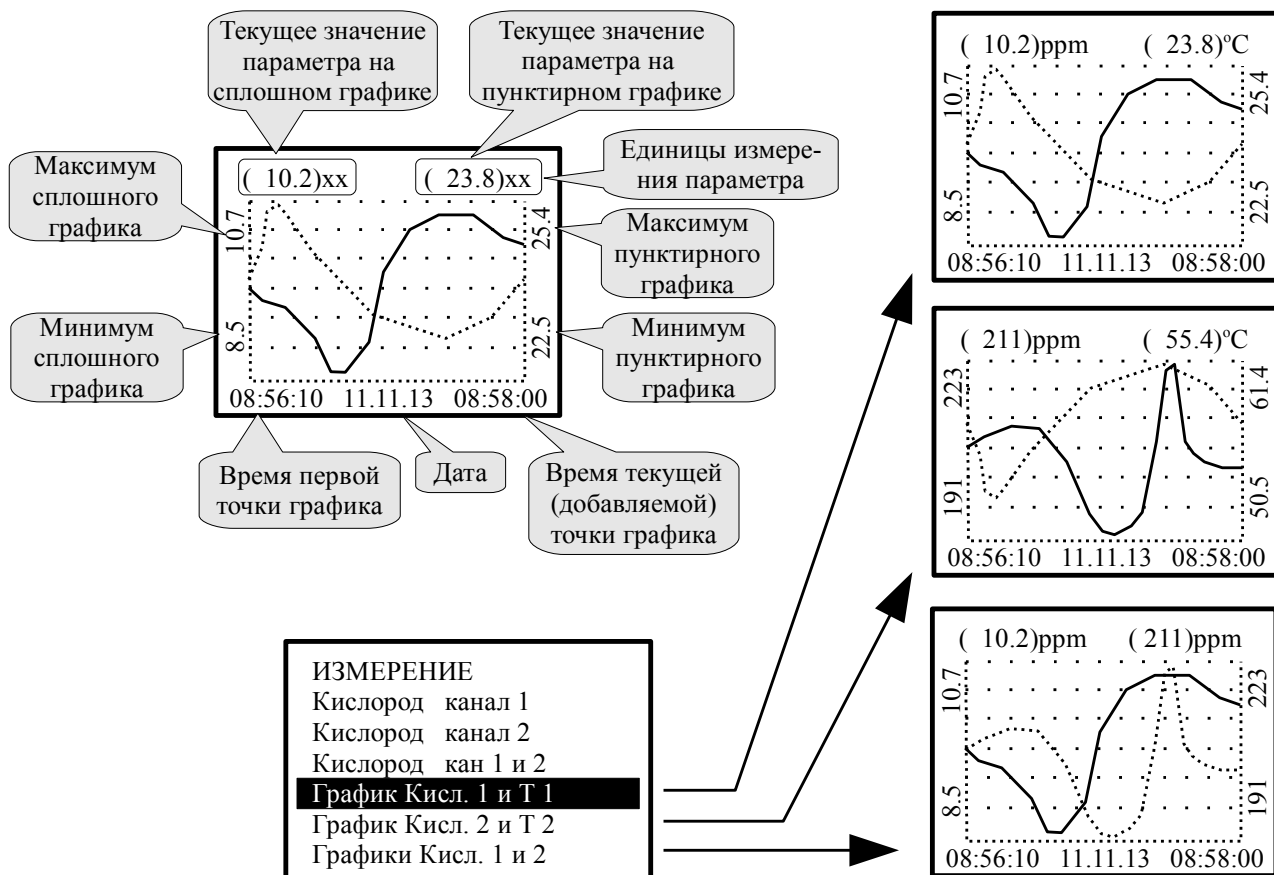 Текущее значение
параметра на
сплошном графике
Текущее значение
параметра на
пунктирном графике
Единицы измере-
ния параметра
Максимум
сплошного
графика
Минимум
сплошного
графика
( 10.2)xx ( 23.8)xx
10.7
8.5
25.4
22.5
08:56:10 11.11.13 08:58:00
Максимум
пунктирного
графика
Минимум
пунктирного
графика
Время первой
точки графика
Дата
Время текущей
(добавляемой)
точки графика
ИЗМЕРЕНИЕ
Кислород канал 1
Кислород канал 2
Кислород кан 1 и 2
График Кисл. 1 и Т 1
График Кисл. 2 и Т 2
Графики Кисл. 1 и 2
( 10.2)ppm ( 23.8)ºC
10.7
8.5
25.4
22.5
08:56:10 11.11.13 08:58:00
( 211)ppm ( 55.4)ºC
223
191
61.4
50.5
08:56:10 11.11.13 08:58:00
( 10.2)ppm ( 211)ppm
10.7
8.5
223
191
08:56:10 11.11.13 08:58:00